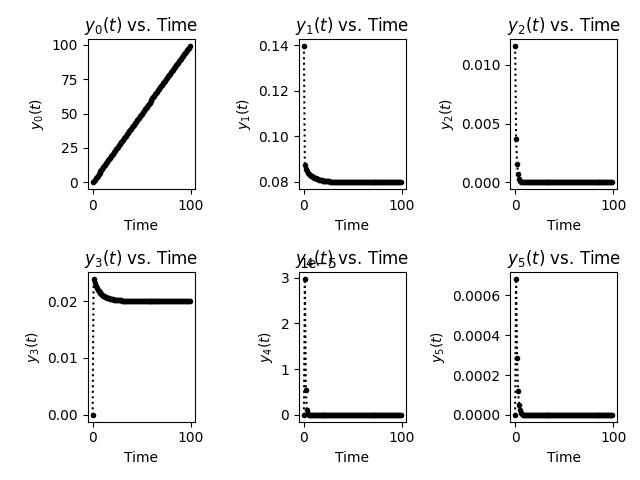 y₀(t) vs. Time
100
75
50
25
0
y₀(t)
0 100
Time
y₁(t) vs. Time
0.14
0.12
0.10
0.08
y₁(t)
0 100
Time
y₂(t) vs. Time
0.010
0.005
0.000
y₂(t)
0 100
Time
y₃(t) vs. Time
0.02
0.01
0.00
y₃(t)
0 100
Time
y₄(t) vs. Time
1e−5
3
2
1
0
y₄(t)
0 100
Time
y₅(t) vs. Time
0.0006
0.0004
0.0002
0.0000
y₅(t)
0 100
Time